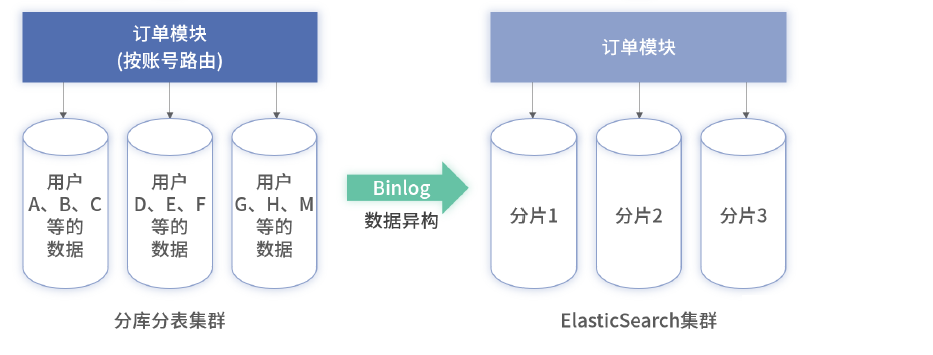 订单模块
(按账号路由)
订单模块
用户
A、B、C
等的
数据
用户
D、E、F
等的
数据
用户
G、H、M
等的
数据
Binlog
数据异构
分片1
分片2
分片3
分库分表集群
ElasticSearch集群